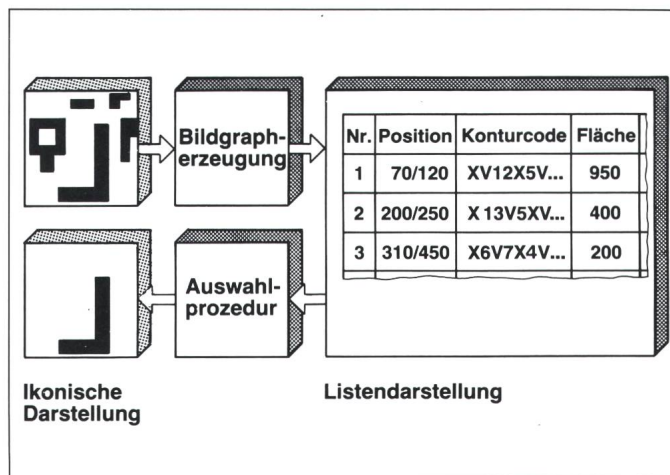 Bildgraph-
erzeugung
Nr. Position Konturcode Fläche
1 70/120 XV12X5V... 950
2 200/250 X 13V5XV... 400
3 310/450 X6V7X4V... 200
Auswahl-
prozedur
Ikonische
Darstellung
Listendarstellung